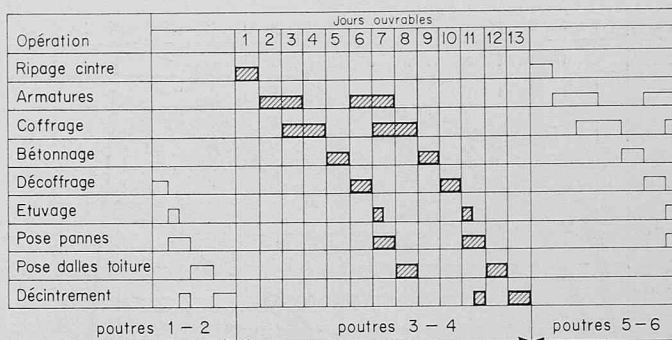 Jours ouvrables
Opération 1 2 3 4 5 6 7 8 9 10 11 12 13
Ripage cintre
Armatures
Coffrage
Bétonnage
Décoffrage
Etuvage
Pose pannes
Pose dalles toiture
Décintrement
poutres 1 – 2 poutres 3 – 4 poutres 5 – 6